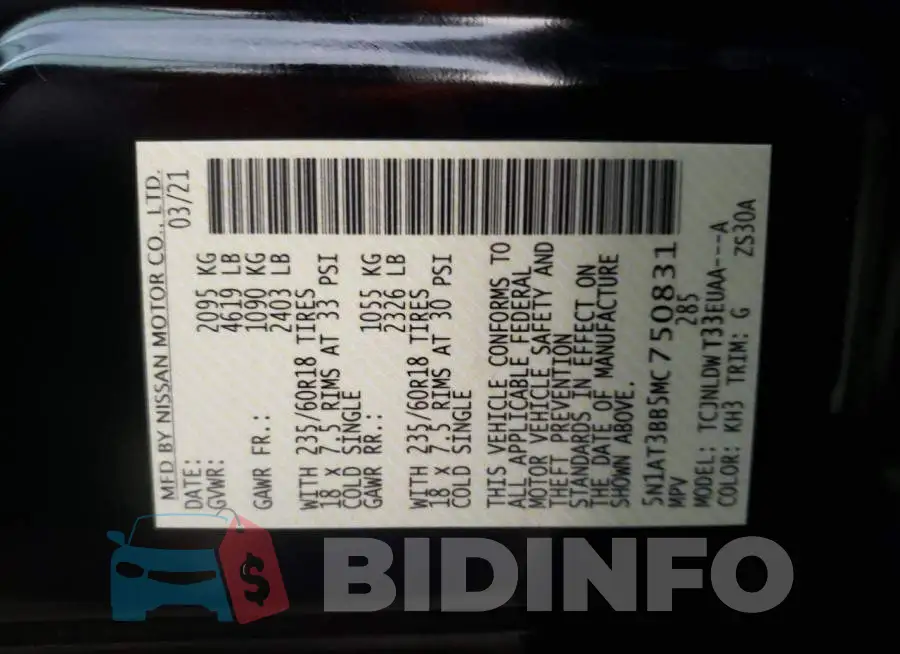 MFD BY NISSAN MOTOR CO., LTD.
DATE: 03/21
GVWR: 2095 KG
4619 LB
GAWR FR.: 1090 KG
2403 LB
WITH 235/60R18 TIRES
18 X 7.5 RIMS AT 33 PSI
COLD SINGLE
GAWR RR.: 1055 KG
2326 LB
WITH 235/60R18 TIRES
18 X 7.5 RIMS AT 30 PSI
COLD SINGLE
THIS VEHICLE CONFORMS TO
ALL APPLICABLE FEDERAL
MOTOR VEHICLE SAFETY AND
THEFT PREVENTION
STANDARDS IN EFFECT ON
THE DATE OF MANUFACTURE
SHOWN ABOVE.
5N1AT3BB5MC750831
MPV 285
MODEL: TCJNLDWT33EUAA---A
COLOR: KH3 TRIM: G ZS30A
$ BIDINFO